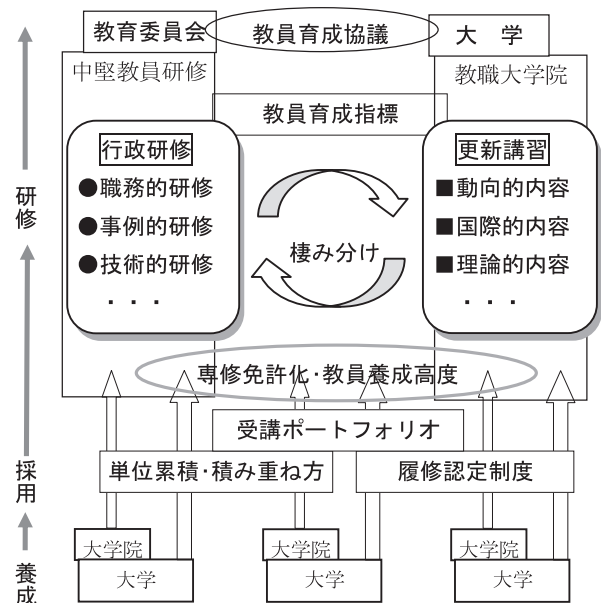 教育委員会
教員育成協議
大　学
中堅教員研修
教職大学院
教員育成指標
行政研修
●職務的研修
●事例的研修
●技術的研修
・・・
棲み分け
更新講習
■動向的内容
■国際的内容
■理論的内容
・・・
専修免許化・教員養成高度
受講ポートフォリオ
単位累積・積み重ね方
履修認定制度
大学院
大学
大学院
大学
大学院
大学
研修
採用
養成